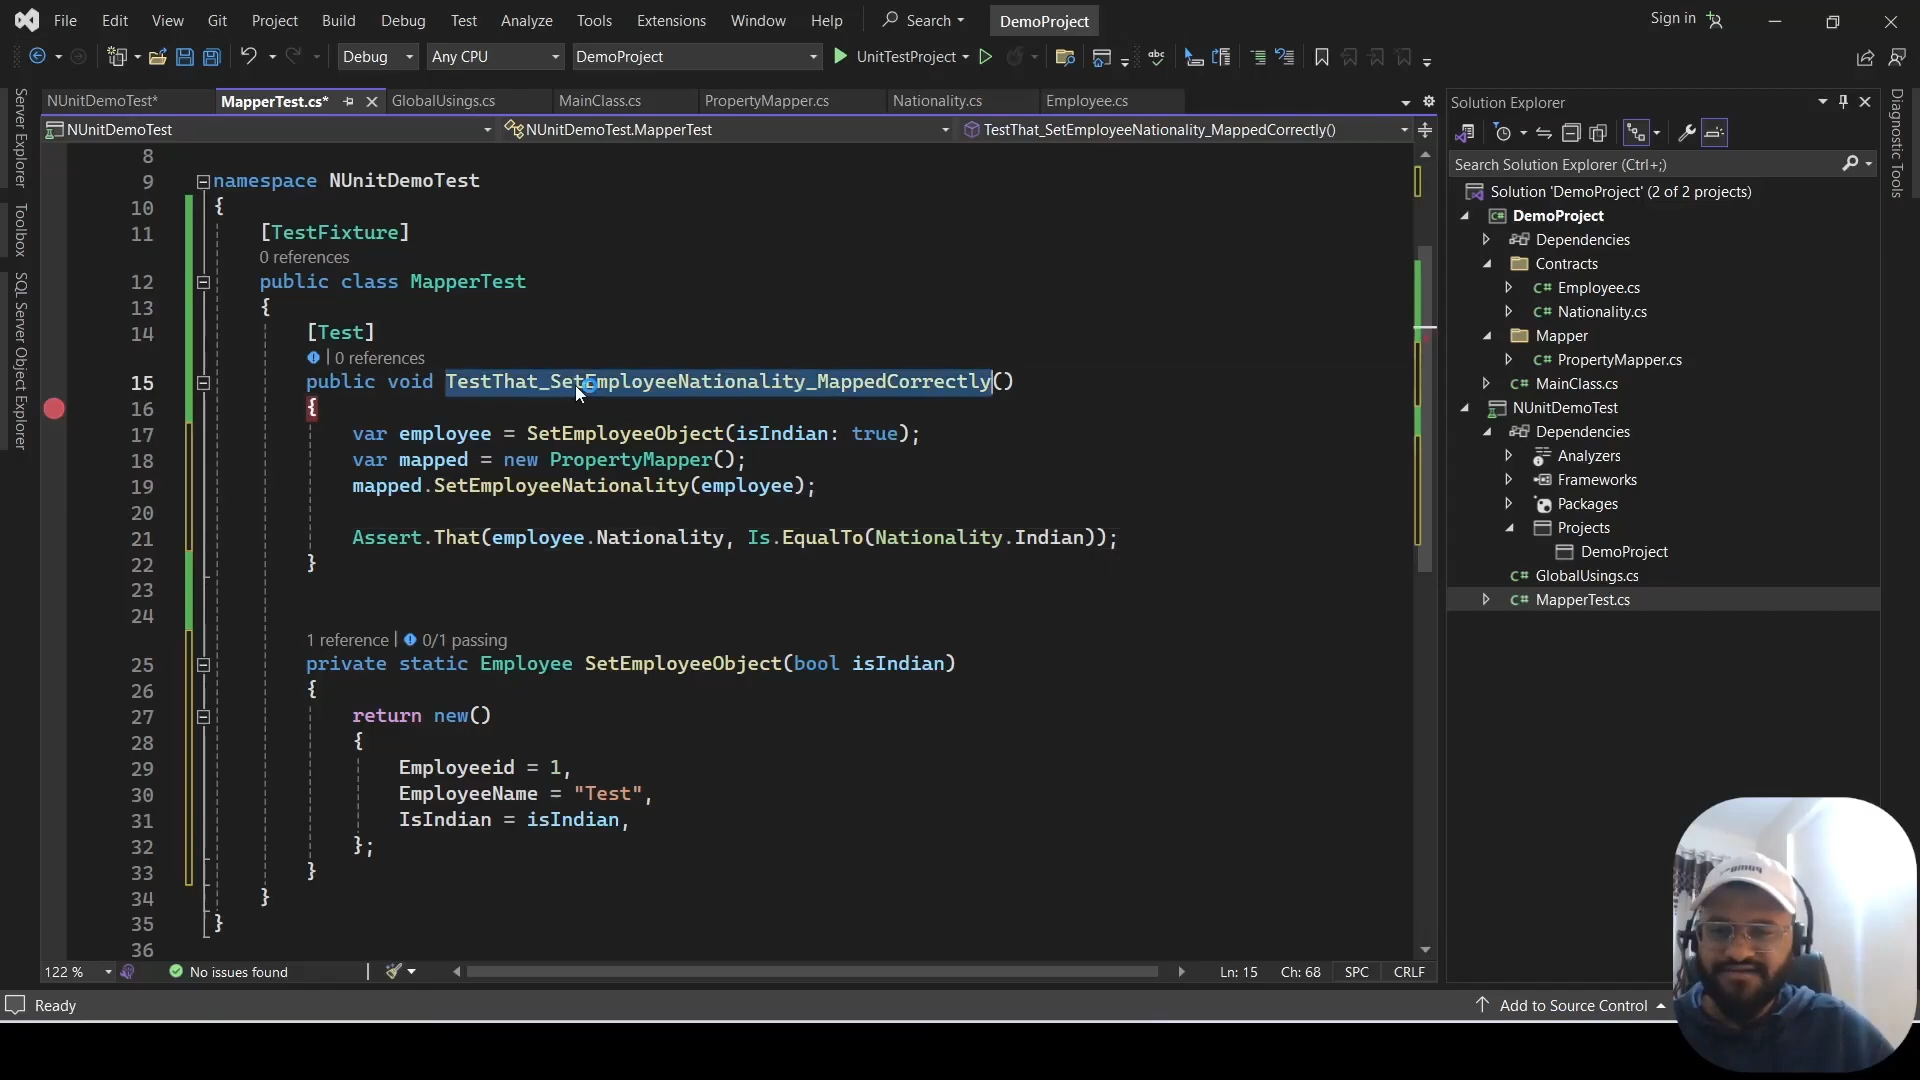 File Edit View Git Project Build Debug Test Analyze Tools Extensions Window Help Search DemoProject Sign in
Debug Any CPU DemoProject UnitTestProject
NUnitDemoTest* MapperTest.cs* GlobalUsings.cs MainClass.cs PropertyMapper.cs Nationality.cs Employee.cs
NUnitDemoTest NUnitDemoTest.MapperTest TestThat_SetEmployeeNationality_MappedCorrectly()
Server Explorer
Toolbox
SQL Server Object Explorer
8
9 namespace NUnitDemoTest
10 {
11 [TestFixture]
0 references
12 public class MapperTest
13 {
14 [Test]
| 0 references
15 public void TestThat_SetEmployeeNationality_MappedCorrectly()
16 {
17 var employee = SetEmployeeObject(isIndian: true);
18 var mapped = new PropertyMapper();
19 mapped.SetEmployeeNationality(employee);
20
21 Assert.That(employee.Nationality, Is.EqualTo(Nationality.Indian));
22 }
23
24
1 reference | 0/1 passing
25 private static Employee SetEmployeeObject(bool isIndian)
26 {
27 return new()
28 {
29 Employeeid = 1,
30 EmployeeName = "Test",
31 IsIndian = isIndian,
32 };
33 }
34 }
35 }
36
122 % No issues found Ln: 15 Ch: 68 SPC CRLF
Ready Add to Source Control
Solution Explorer
Search Solution Explorer (Ctrl+;)
Solution 'DemoProject' (2 of 2 projects)
C# DemoProject
Dependencies
Contracts
C# Employee.cs
C# Nationality.cs
Mapper
C# PropertyMapper.cs
C# MainClass.cs
NUnitDemoTest
Dependencies
Analyzers
Frameworks
Packages
Projects
DemoProject
C# GlobalUsings.cs
C# MapperTest.cs
Diagnostic Tools